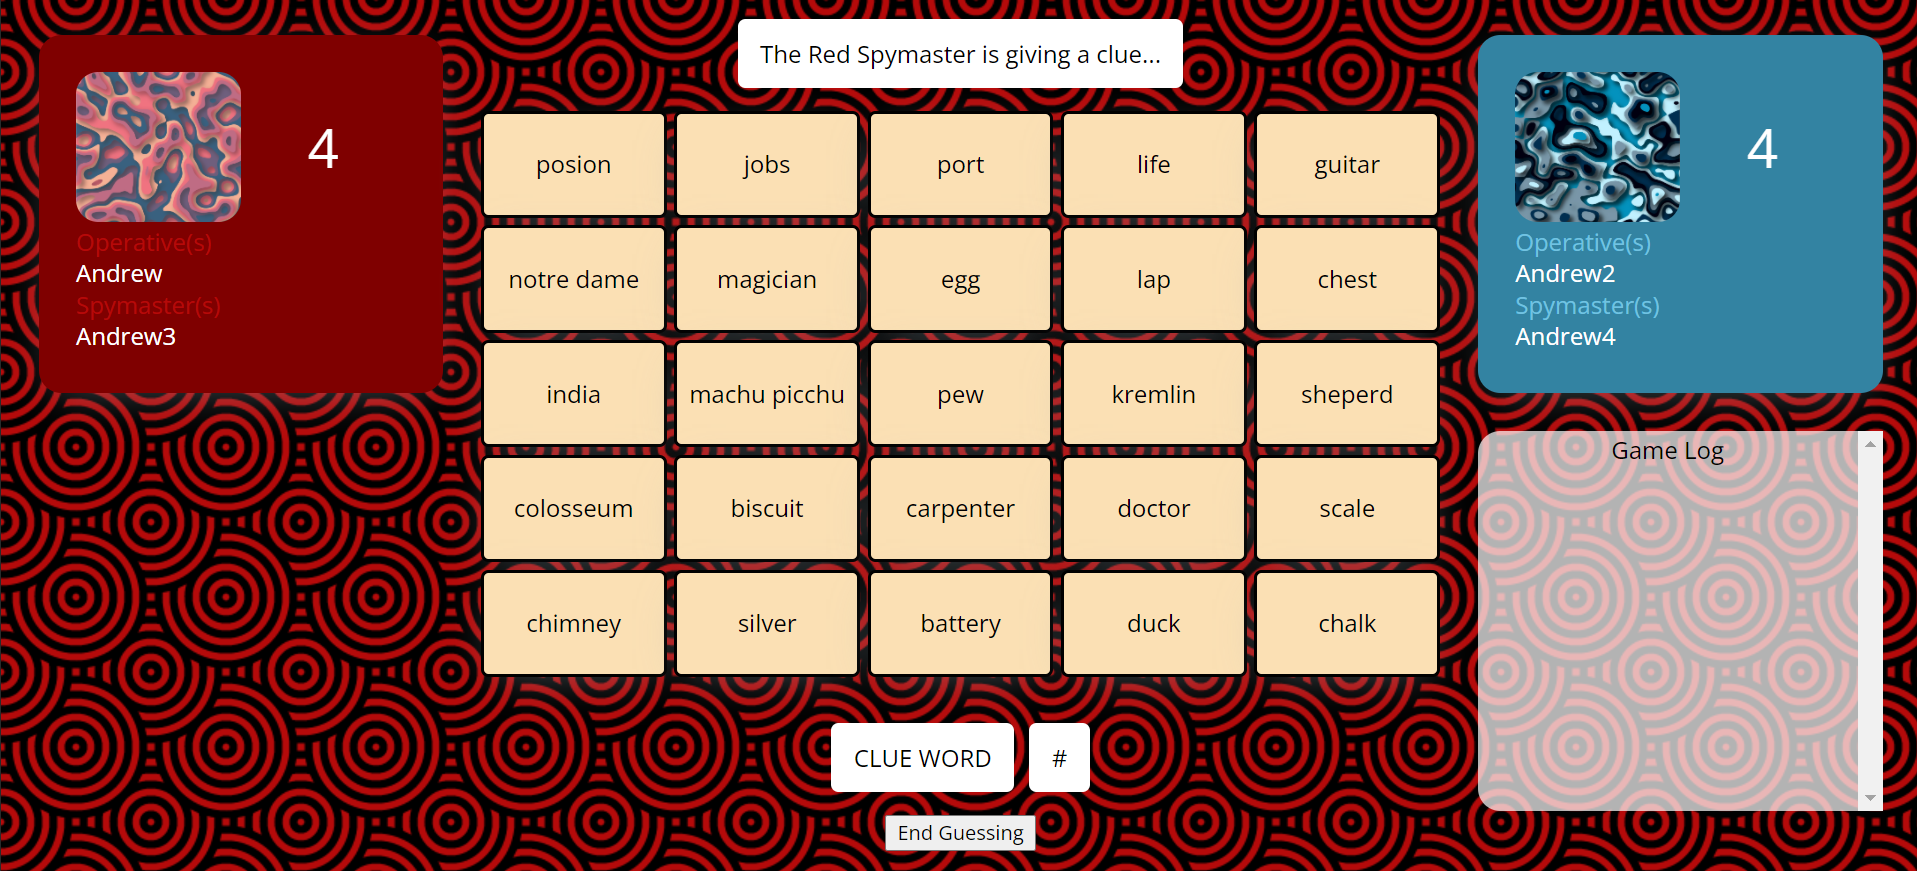 The Red Spymaster is giving a clue...
4
Operative(s)
Andrew
Spymaster(s)
Andrew3
posion jobs port life guitar
notre dame magician egg lap chest
india machu picchu pew kremlin sheperd
colosseum biscuit carpenter doctor scale
chimney silver battery duck chalk
CLUE WORD #
End Guessing
4
Operative(s)
Andrew2
Spymaster(s)
Andrew4
Game Log